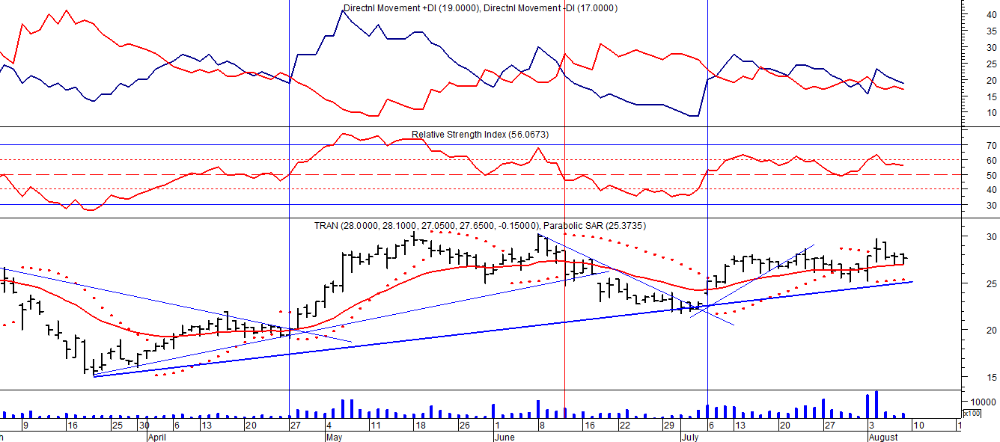 Directnl Movement +DI (19.0000), Directnl Movement -DI (17.0000)
40
35
30
25
20
15
10
Relative Strength Index (56.0673)
70
60
50
40
30
TRAN (28.0000, 28.1000, 27.0500, 27.6500, -0.15000), Parabolic SAR (25.3735)
30
25
20
15
10000
x100
9 16 25 30 6 13 20 27 4 11 18 26 1 8 16 22 29 6 13 20 27 3 10 1
h April May June July August